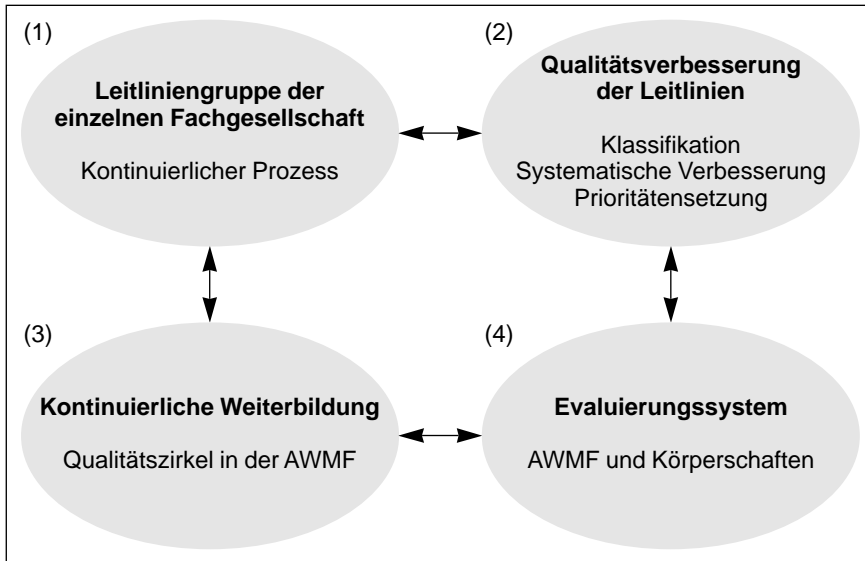 (1)
Leitliniengruppe der
einzelnen Fachgesellschaft
Kontinuierlicher Prozess
(2)
Qualitätsverbesserung
der Leitlinien
Klassifikation
Systematische Verbesserung
Prioritätensetzung
(3)
Kontinuierliche Weiterbildung
Qualitätszirkel in der AWMF
(4)
Evaluierungssystem
AWMF und Körperschaften